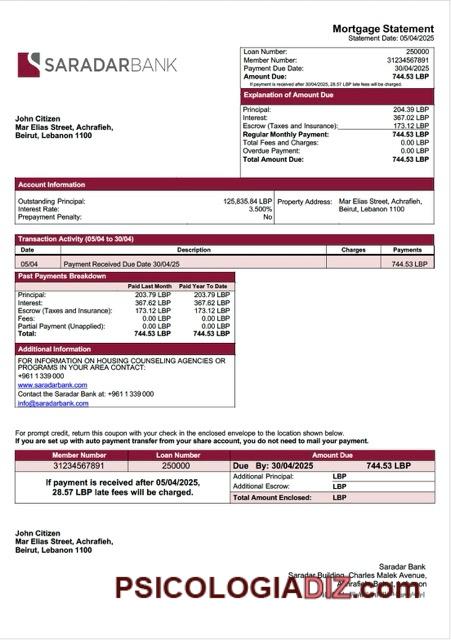 Mortgage Statement
Statement Date: 05/04/2025
SARADARBANK
Loan Number: 250000
Member Number: 31234567891
Payment Due Date: 30/04/2025
Amount Due: 744.53 LBP
If payment is received after 30/04/2025, 28.57 LBP late fees will be charged.
Explanation of Amount Due
Principal: 204.39 LBP
Interest: 367.02 LBP
Escrow (Taxes and Insurance): 173.12 LBP
Regular Monthly Payment: 744.53 LBP
Total Fees and Charges: 0.00 LBP
Overdue Payment: 0.00 LBP
Total Amount Due: 744.53 LBP
John Citizen
Mar Elias Street, Achrafieh,
Beirut, Lebanon 1100
Account Information
Outstanding Principal: 125,835.84 LBP
Interest Rate: 3.500%
Prepayment Penalty: No
Property Address: Mar Elias Street, Achrafieh,
Beirut, Lebanon 1100
Transaction Activity (05/04 to 30/04)
Date Description Charges Payments
05/04 Payment Received Due Date 30/04/25 744.53 LBP
Past Payments Breakdown
Paid Last Month Paid Year To Date
Principal: 203.79 LBP 203.79 LBP
Interest: 367.62 LBP 367.62 LBP
Escrow (Taxes and Insurance): 173.12 LBP 173.12 LBP
Fees: 0.00 LBP 0.00 LBP
Partial Payment (Unapplied): 0.00 LBP 0.00 LBP
Total: 744.53 LBP 744.53 LBP
Additional Information
FOR INFORMATION ON HOUSING COUNSELING AGENCIES OR
PROGRAMS IN YOUR AREA CONTACT:
+961 1 339 000
www.saradarbank.com
Contact the Saradar Bank at: +961 1 339 000
info@saradarbank.com
For prompt credit, return this coupon with your check in the enclosed envelope to the location shown below.
If you are set up with auto payment transfer from your share account, you do not need to mail your payment.
Member Number Loan Number Amount Due
31234567891 250000 Due By: 30/04/2025 744.53 LBP
If payment is received after 05/04/2025,
28.57 LBP late fees will be charged.
Additional Principal: LBP
Additional Escrow: LBP
Total Amount Enclosed: LBP
John Citizen
Mar Elias Street, Achrafieh,
Beirut, Lebanon 1100
Saradar Bank
Saradar Building, Charles Malek Avenue,
PSICOLOGIADIZ.com